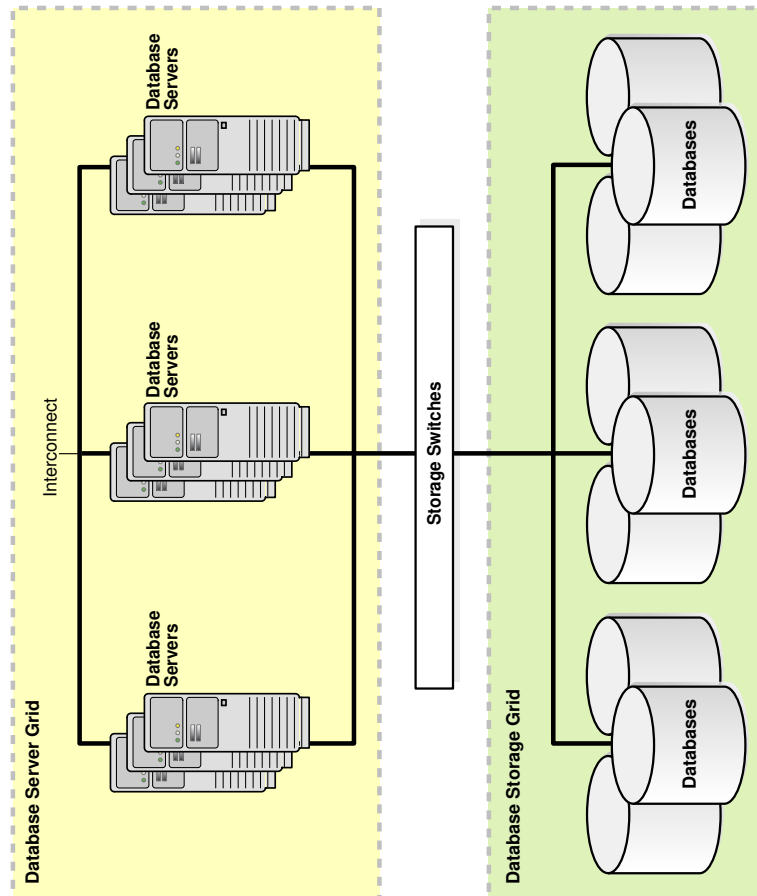 Database Server Grid
Interconnect
Database
Servers
Database
Servers
Database
Servers
Storage Switches
Database Storage Grid
Databases
Databases
Databases